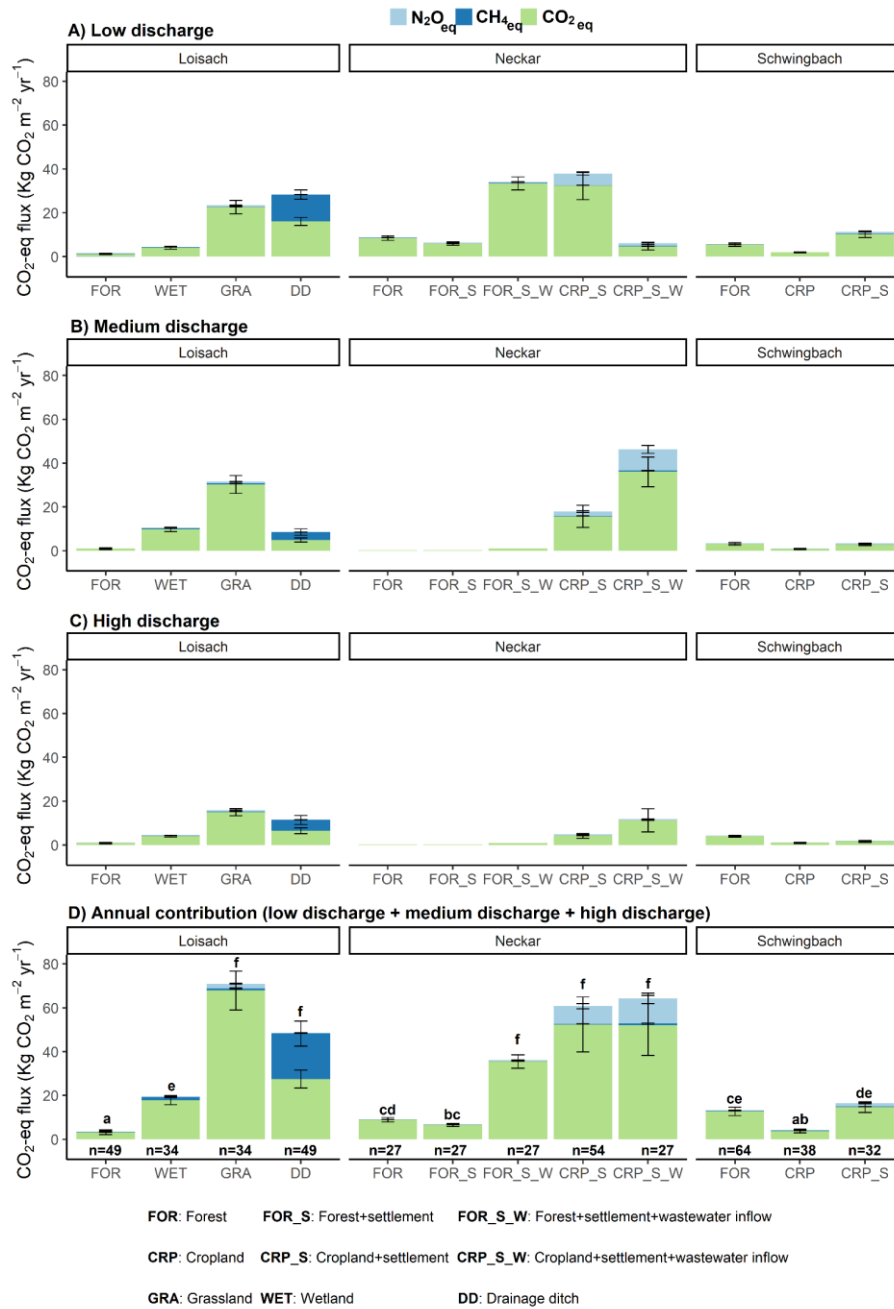 N₂Oeq CH₄eq CO₂eq
A) Low discharge
Loisach Neckar Schwingbach
CO₂-eq flux (Kg CO₂ m⁻² yr⁻¹)
80
60
40
20
0
FOR WET GRA DD FOR FOR_S FOR_S_W CRP_S CRP_S_W FOR CRP CRP_S
B) Medium discharge
Loisach Neckar Schwingbach
CO₂-eq flux (Kg CO₂ m⁻² yr⁻¹)
80
60
40
20
0
FOR WET GRA DD FOR FOR_S FOR_S_W CRP_S CRP_S_W FOR CRP CRP_S
C) High discharge
Loisach Neckar Schwingbach
CO₂-eq flux (Kg CO₂ m⁻² yr⁻¹)
80
60
40
20
0
FOR WET GRA DD FOR FOR_S FOR_S_W CRP_S CRP_S_W FOR CRP CRP_S
D) Annual contribution (low discharge + medium discharge + high discharge)
Loisach Neckar Schwingbach
CO₂-eq flux (Kg CO₂ m⁻² yr⁻¹)
80
60
40
20
0
a e f f cd bc f f f ce ab de
n=49 n=34 n=34 n=49 n=27 n=27 n=27 n=54 n=27 n=64 n=38 n=32
FOR WET GRA DD FOR FOR_S FOR_S_W CRP_S CRP_S_W FOR CRP CRP_S
FOR: Forest FOR_S: Forest+settlement FOR_S_W: Forest+settlement+wastewater inflow
CRP: Cropland CRP_S: Cropland+settlement CRP_S_W: Cropland+settlement+wastewater inflow
GRA: Grassland WET: Wetland DD: Drainage ditch